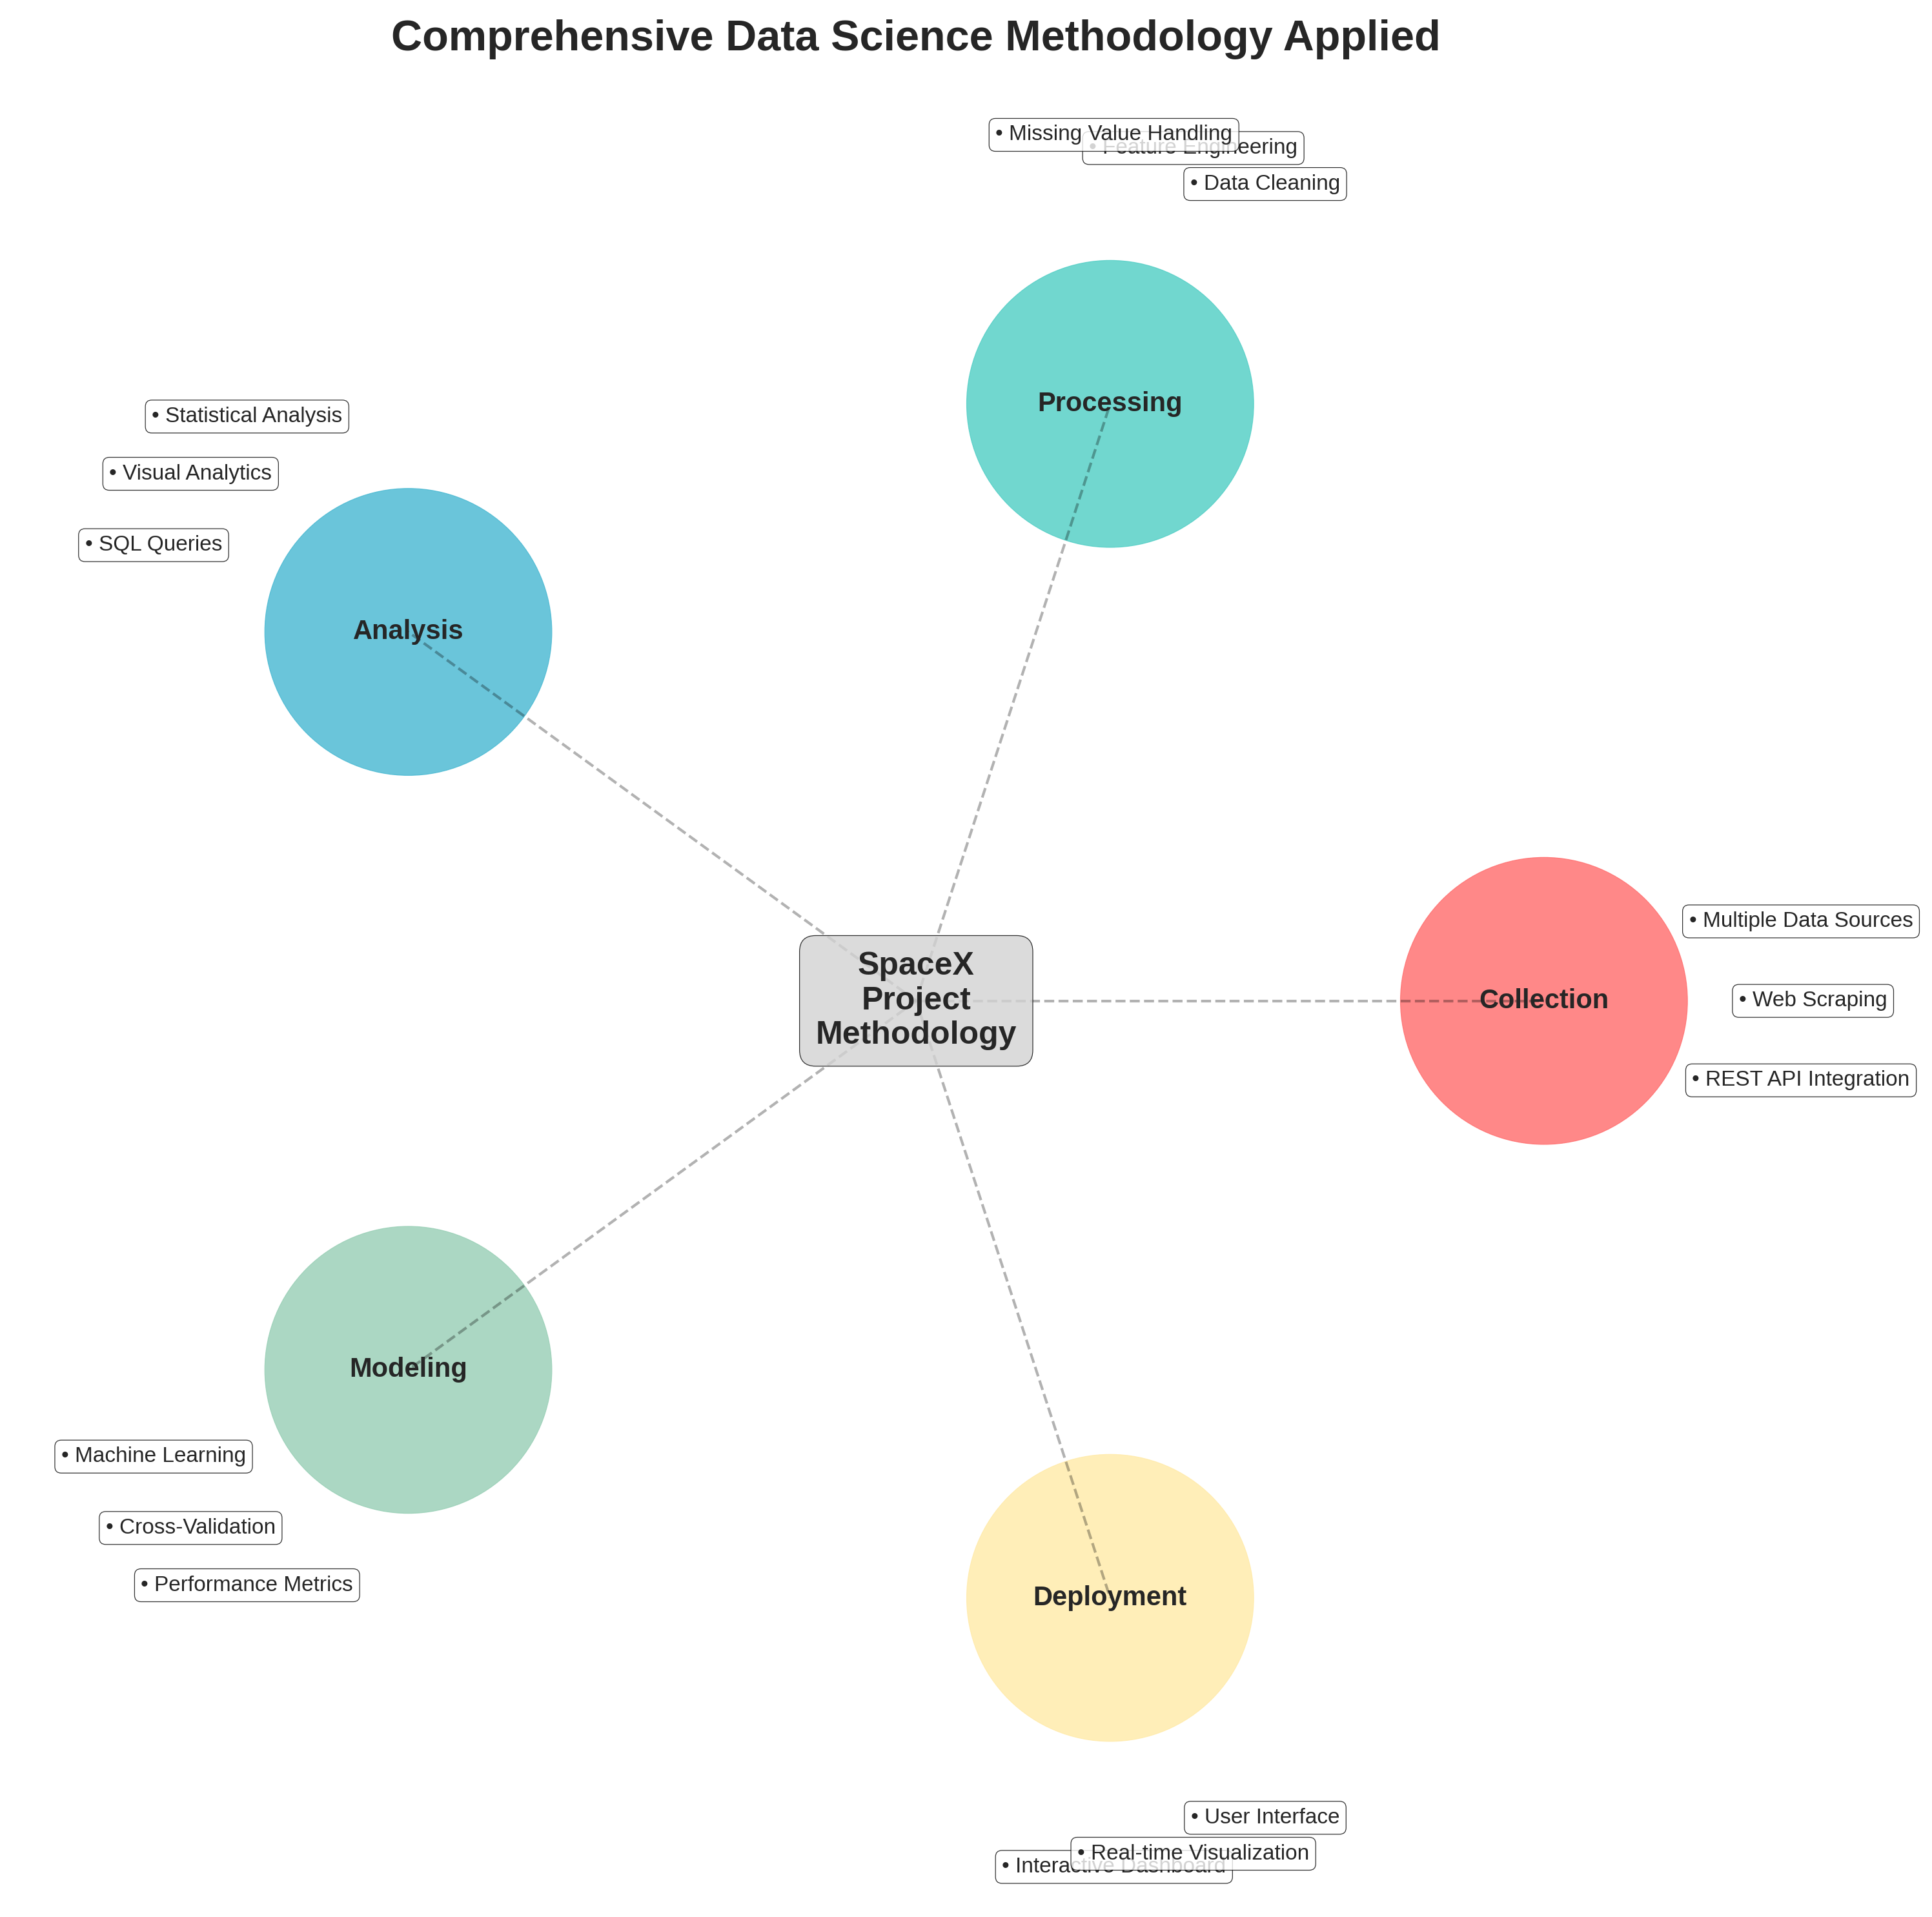 Comprehensive Data Science Methodology Applied
• Missing Value Handling
• Feature Engineering
• Data Cleaning
Processing
• Statistical Analysis
• Visual Analytics
• SQL Queries
Analysis
SpaceX
Project
Methodology
Collection
• Multiple Data Sources
• Web Scraping
• REST API Integration
Modeling
• Machine Learning
• Cross-Validation
• Performance Metrics
Deployment
• User Interface
• Real-time Visualization
• Interactive Dashboard